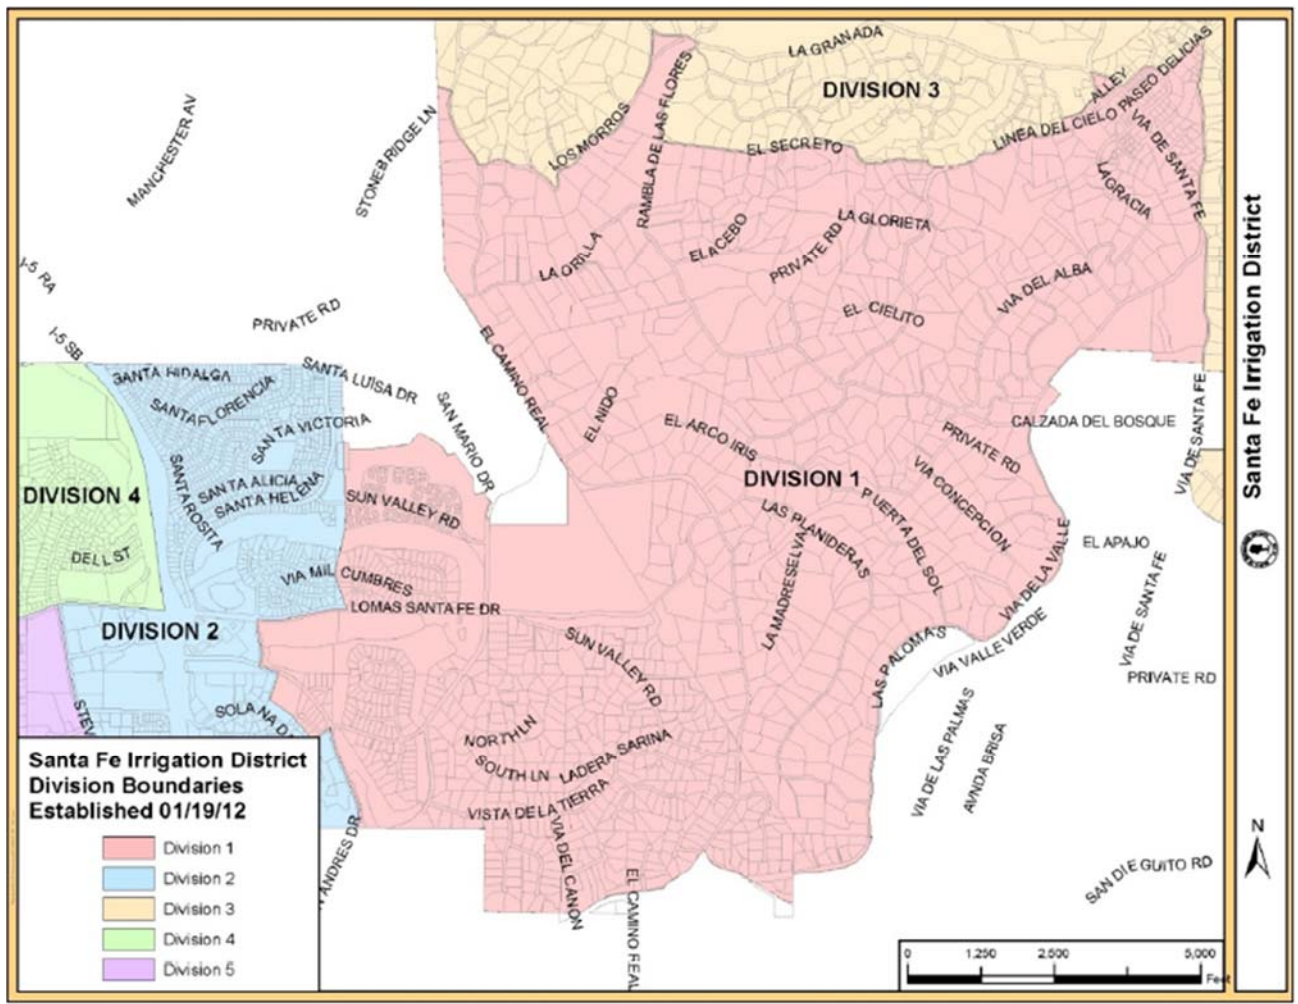 LA GRANADA
DIVISION 3
ALLEY
PASEO DELICIAS
LINEA DEL CIELO
VIA DE SANTA FE
LA GRACIA
MANCHESTER AV
STONEBRIDGE LN
LOS MORROS
RAMBLA DE LAS FLORES
EL SECRETO
LA GLORIETA
EL ACEBO
PRIVATE RD
LA ORILLA
VIA DEL ALBA
EL CIELITO
I-5 RA
PRIVATE RD
I-5 SB
EL CAMINO REAL
SANTA HIDALGA
SANTA LUISA DR
SANTA FLORENCIA
SAN MARIO DR
SANTA VICTORIA
EL NIDO
EL ARCO IRIS
CALZADA DEL BOSQUE
VIA DE SANTA FE
PRIVATE RD
DIVISION 1
VIA CONCEPCION
DIVISION 4
SANTA ROSITA
SANTA ALICIA
SANTA HELENA
SUN VALLEY RD
LAS PLANIDERAS
PUERTA DEL SOL
EL APAJO
DELL ST
VIA MIL CUMBRES
LOMAS SANTA FE DR
LA MADRESELVA
VIA DE LA VALLE
VIA DE SANTA FE
DIVISION 2
SUN VALLEY RD
LAS PALOMAS
VIA VALLE VERDE
PRIVATE RD
STEV
SOLANA D
NORTH LN
SOUTH LN
LADERA SARINA
VIA DE LAS PALMAS
AVNDA BRISA
VISTA DE LA TIERRA
VIA DEL CANON
EL CAMINO REAL
ANDRES DR
SAN DIEGUITO RD
Santa Fe Irrigation District
Division Boundaries
Established 01/19/12
Division 1
Division 2
Division 3
Division 4
Division 5
0 1,250 2,500 5,000
Feet
Santa Fe Irrigation District
N